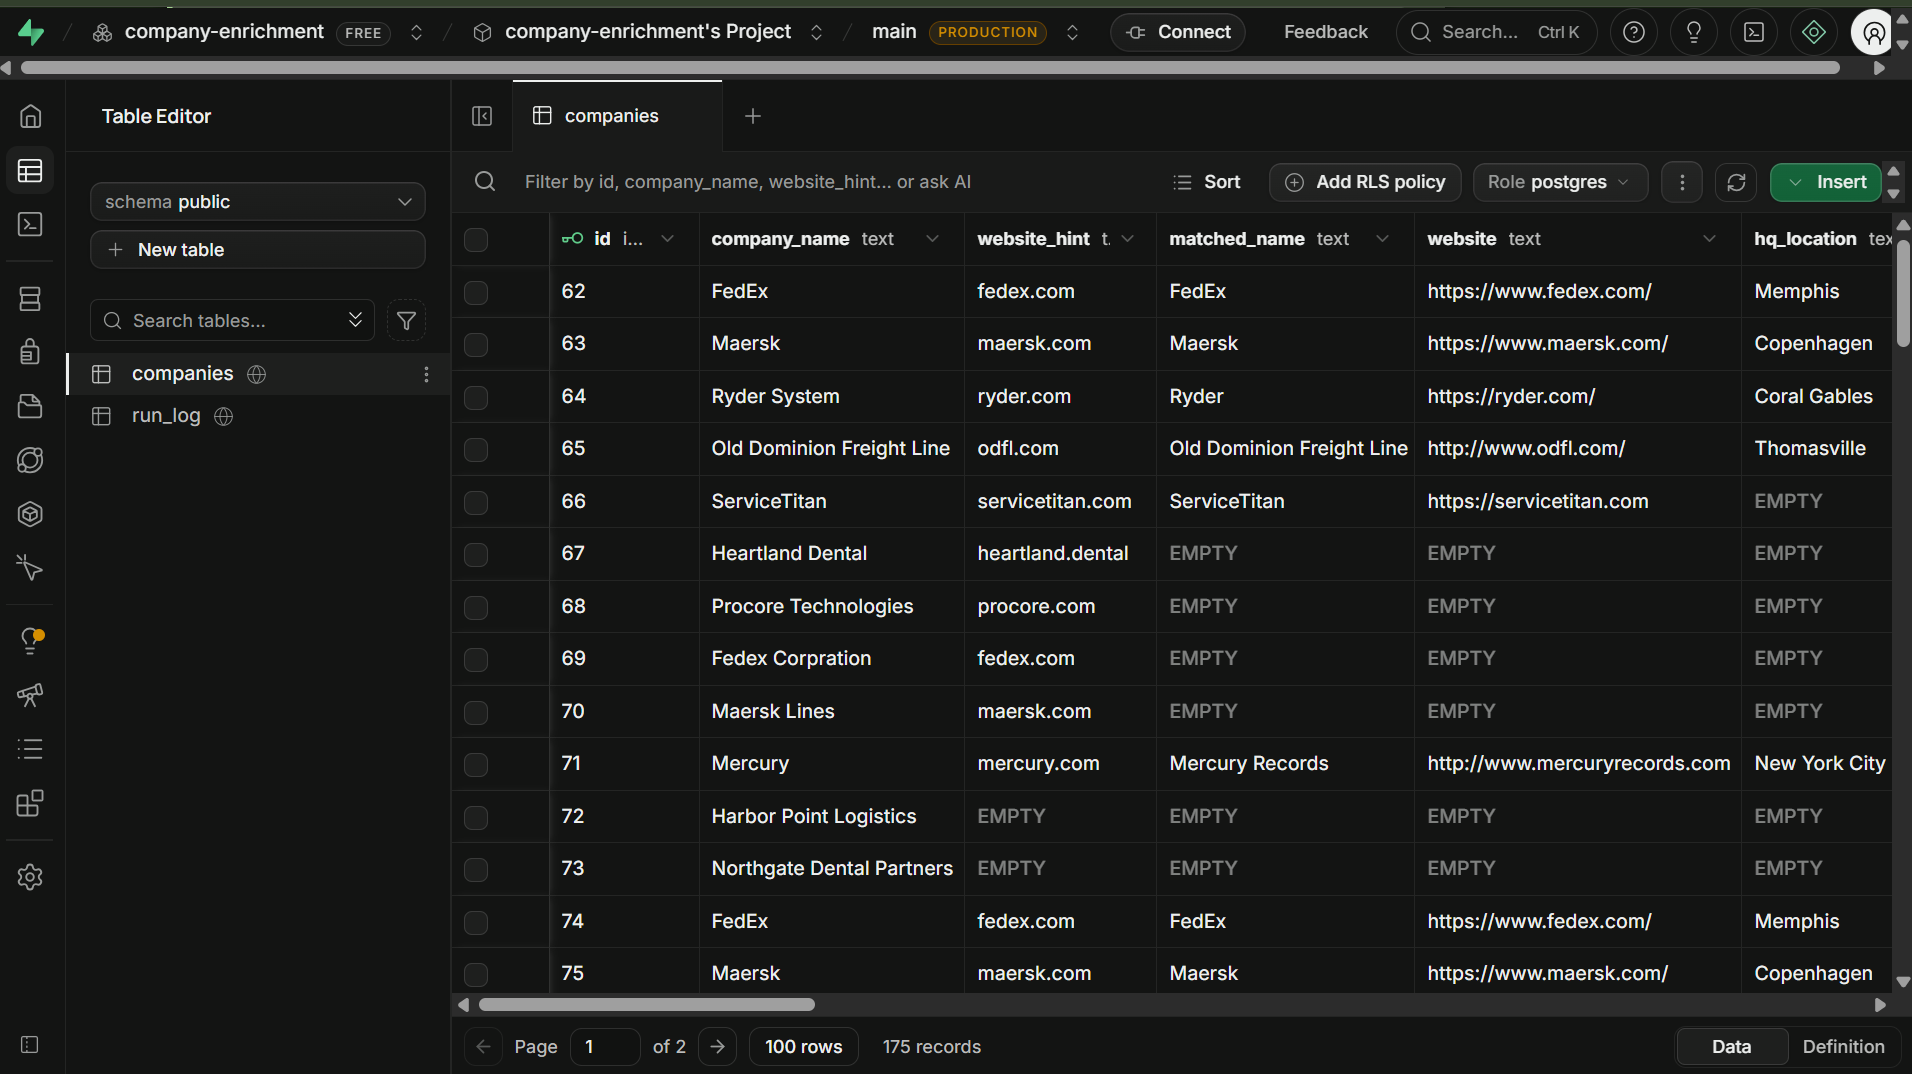 company-enrichment FREE company-enrichment's Project main PRODUCTION Connect Feedback Search... Ctrl K
Table Editor
companies
schema public
New table
Search tables...
companies
run_log
Filter by id, company_name, website_hint... or ask AI Sort Add RLS policy Role postgres Insert
id i... company_name text website_hint t. matched_name text website text hq_location tex
62 FedEx fedex.com FedEx https://www.fedex.com/ Memphis
63 Maersk maersk.com Maersk https://www.maersk.com/ Copenhagen
64 Ryder System ryder.com Ryder https://ryder.com/ Coral Gables
65 Old Dominion Freight Line odfl.com Old Dominion Freight Line http://www.odfl.com/ Thomasville
66 ServiceTitan servicetitan.com ServiceTitan https://servicetitan.com EMPTY
67 Heartland Dental heartland.dental EMPTY EMPTY EMPTY
68 Procore Technologies procore.com EMPTY EMPTY EMPTY
69 Fedex Corpration fedex.com EMPTY EMPTY EMPTY
70 Maersk Lines maersk.com EMPTY EMPTY EMPTY
71 Mercury mercury.com Mercury Records http://www.mercuryrecords.com New York City
72 Harbor Point Logistics EMPTY EMPTY EMPTY EMPTY
73 Northgate Dental Partners EMPTY EMPTY EMPTY EMPTY
74 FedEx fedex.com FedEx https://www.fedex.com/ Memphis
75 Maersk maersk.com Maersk https://www.maersk.com/ Copenhagen
Page 1 of 2 100 rows 175 records Data Definition